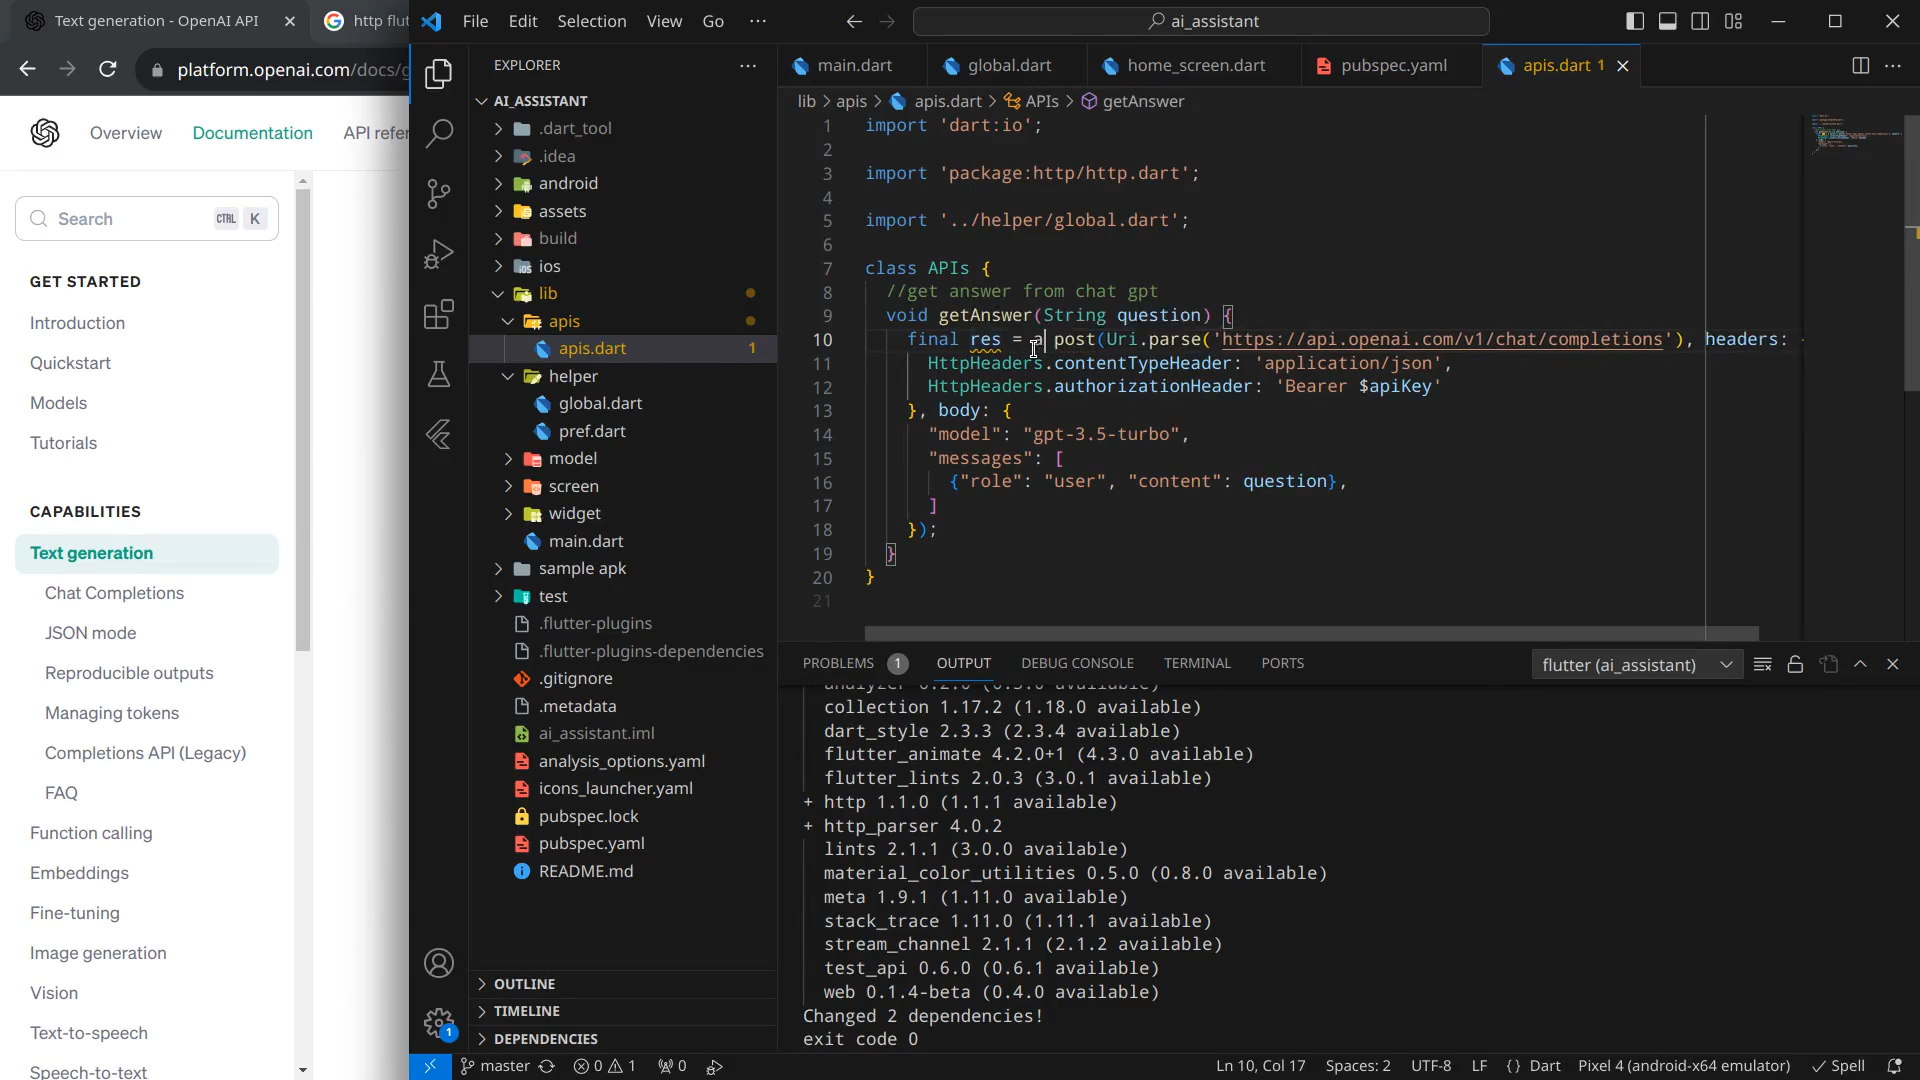 Text generation - OpenAI API
http flut
File Edit Selection View Go
ai_assistant
platform.openai.com/docs/g
Overview Documentation API refer
Search CTRL K
GET STARTED
Introduction
Quickstart
Models
Tutorials
CAPABILITIES
Text generation
Chat Completions
JSON mode
Reproducible outputs
Managing tokens
Completions API (Legacy)
FAQ
Function calling
Embeddings
Fine-tuning
Image generation
Vision
Text-to-speech
Speech-to-text
EXPLORER
AI_ASSISTANT
.dart_tool
.idea
android
assets
build
ios
lib
apis
apis.dart 1
helper
global.dart
pref.dart
model
screen
widget
main.dart
sample apk
test
.flutter-plugins
.flutter-plugins-dependencies
.gitignore
.metadata
ai_assistant.iml
analysis_options.yaml
icons_launcher.yaml
pubspec.lock
pubspec.yaml
README.md
OUTLINE
TIMELINE
DEPENDENCIES
1
main.dart global.dart home_screen.dart pubspec.yaml apis.dart 1
lib > apis > apis.dart > APIs > getAnswer
1 import 'dart:io';
2
3 import 'package:http/http.dart';
4
5 import '../helper/global.dart';
6
7 class APIs {
8 //get answer from chat gpt
9 void getAnswer(String question) {
10 final res = a post(Uri.parse('https://api.openai.com/v1/chat/completions'), headers:
11 HttpHeaders.contentTypeHeader: 'application/json',
12 HttpHeaders.authorizationHeader: 'Bearer $apiKey'
13 }, body: {
14 "model": "gpt-3.5-turbo",
15 "messages": [
16 {"role": "user", "content": question},
17 ]
18 });
19 }
20 }
21
PROBLEMS 1 OUTPUT DEBUG CONSOLE TERMINAL PORTS flutter (ai_assistant)
collection 1.17.2 (1.18.0 available)
dart_style 2.3.3 (2.3.4 available)
flutter_animate 4.2.0+1 (4.3.0 available)
flutter_lints 2.0.3 (3.0.1 available)
+ http 1.1.0 (1.1.1 available)
+ http_parser 4.0.2
lints 2.1.1 (3.0.0 available)
material_color_utilities 0.5.0 (0.8.0 available)
meta 1.9.1 (1.11.0 available)
stack_trace 1.11.0 (1.11.1 available)
stream_channel 2.1.1 (2.1.2 available)
test_api 0.6.0 (0.6.1 available)
web 0.1.4-beta (0.4.0 available)
Changed 2 dependencies!
exit code 0
master 0 1 0 Ln 10, Col 17 Spaces: 2 UTF-8 LF {} Dart Pixel 4 (android-x64 emulator) Spell